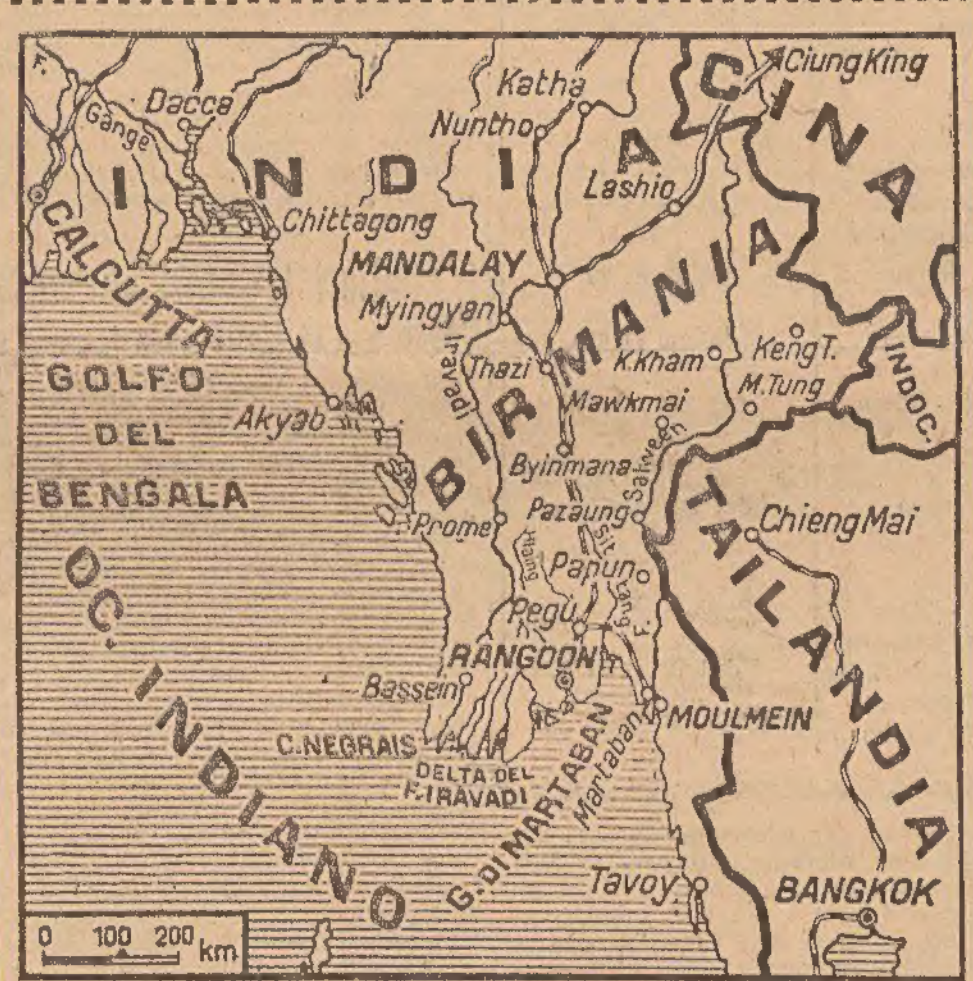 Ciung King
CINA
Katha
Nuntho
Dacca
F.
Gange
INDIA
Lashio
CALCUTTA
Chittagong
MANDALAY
Myingyan
BIRMANIA
Iravadi
Thazi
K.Kham
Keng T.
M.Tung
INDOC.
GOLFO
DEL
BENGALA
Akyab
Mawkmai
Byinmana
Salween
Prome
Pazaung
TAILANDIA
Chieng Mai
Papun
F.
OC. INDIANO
Pegù
RANGOON
Bassein
MOULMEIN
C.NEGRAIS
DELTA DEL
F.IRAVADI
G.DI MARTABAN
Martaban
Tavoy
BANGKOK
0 100 200 km